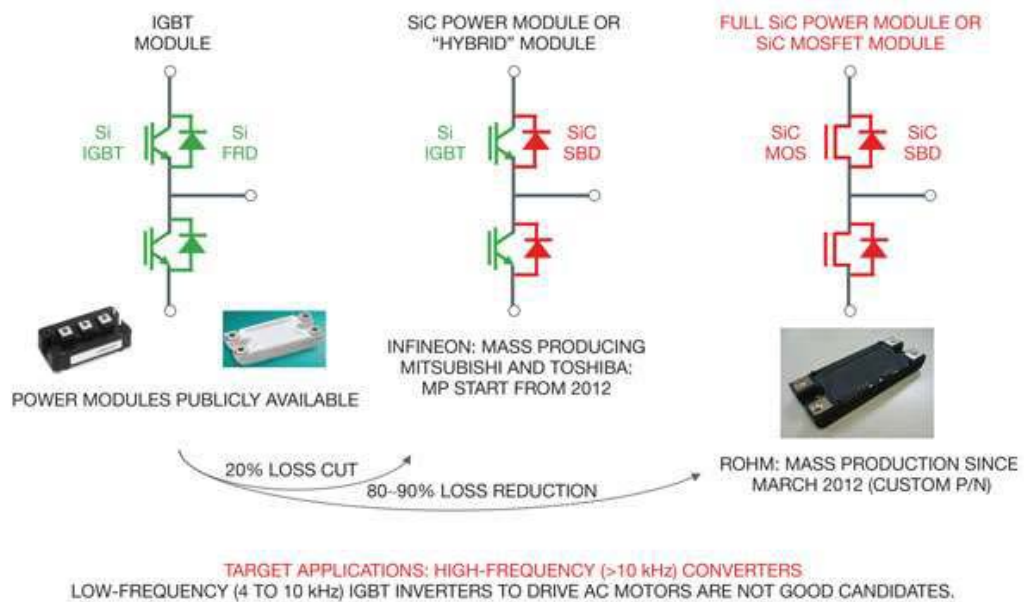 IGBT
MODULE
Si
IGBT
Si
FRD
POWER MODULES PUBLICLY AVAILABLE
SiC POWER MODULE OR
“HYBRID” MODULE
Si
IGBT
SiC
SBD
INFINEON: MASS PRODUCING
MITSUBISHI AND TOSHIBA:
MP START FROM 2012
FULL SiC POWER MODULE OR
SiC MOSFET MODULE
SiC
MOS
SiC
SBD
ROHM: MASS PRODUCTION SINCE
MARCH 2012 (CUSTOM P/N)
20% LOSS CUT
80–90% LOSS REDUCTION
TARGET APPLICATIONS: HIGH-FREQUENCY (>10 kHz) CONVERTERS
LOW-FREQUENCY (4 TO 10 kHz) IGBT INVERTERS TO DRIVE AC MOTORS ARE NOT GOOD CANDIDATES.